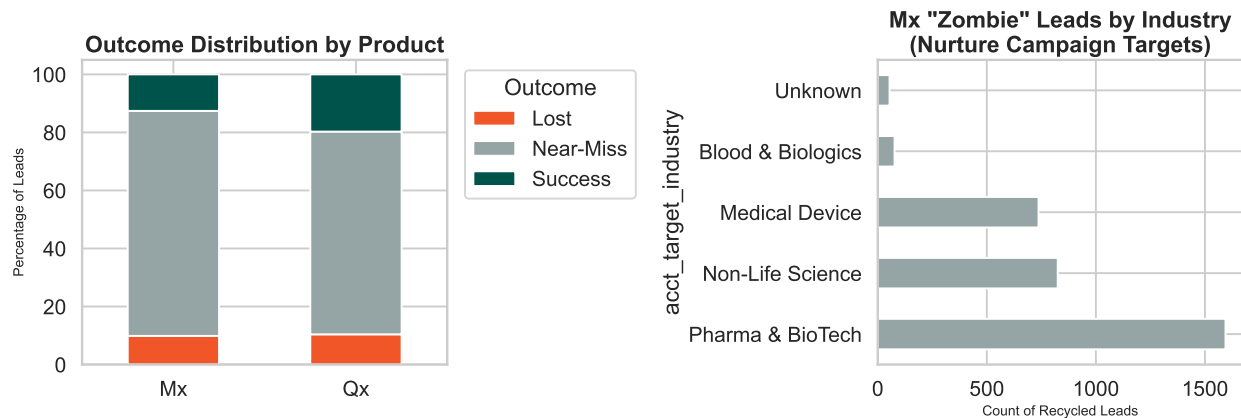 Outcome Distribution by Product
Percentage of Leads
100
80
60
40
20
0
Mx
Qx
Outcome
Lost
Near-Miss
Success
Mx "Zombie" Leads by Industry
(Nurture Campaign Targets)
acct_target_industry
Unknown
Blood & Biologics
Medical Device
Non-Life Science
Pharma & BioTech
0
500
1000
1500
Count of Recycled Leads